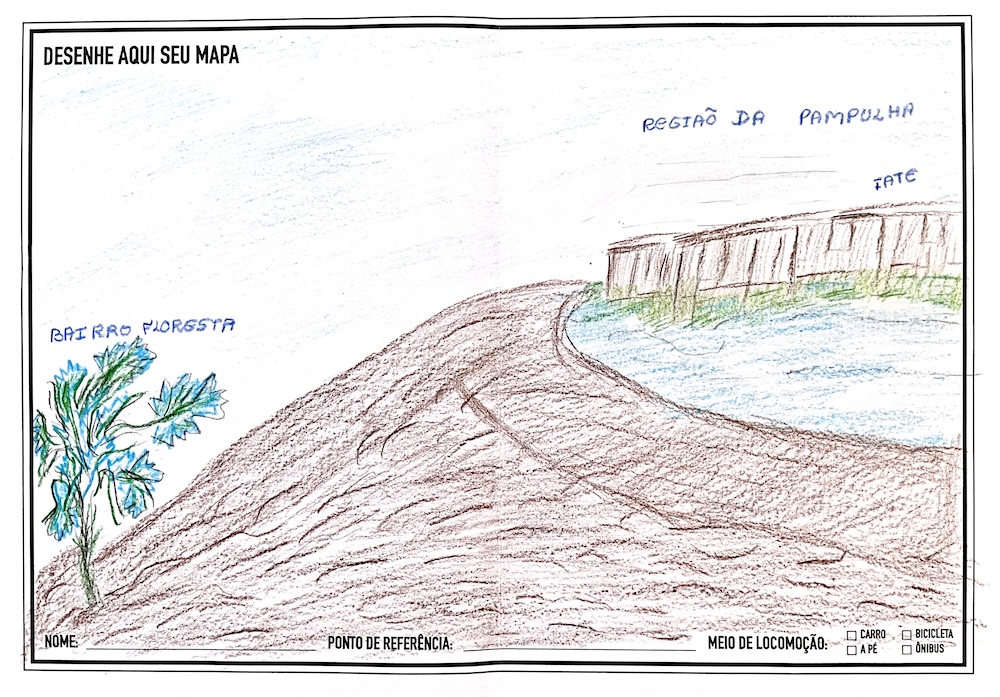 DESENHE AQUI SEU MAPA
REGIAÕ DA PAMPULHA
IATE
BAIRRO FLORESTA
NOME: PONTO DE REFERÊNCIA: MEIO DE LOCOMOÇÃO: CARRO BICICLETA
A PÉ ÔNIBUS